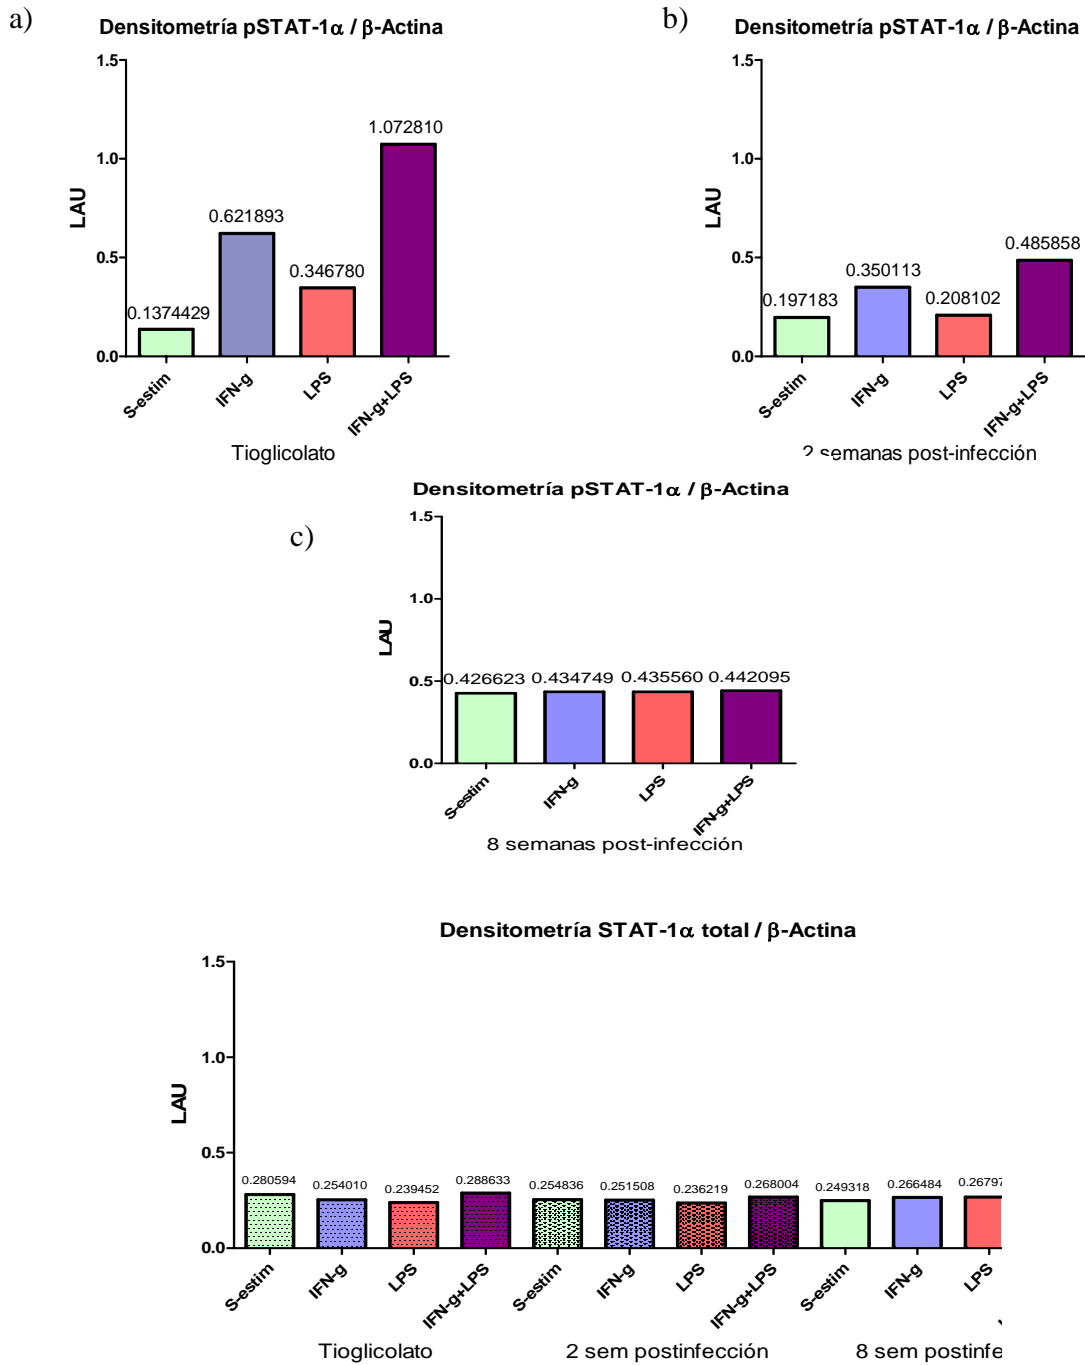 a)
Densitometría pSTAT-1α / β-Actina
LAU
1.5
1.0
0.5
0.0
0.1374429
0.621893
0.346780
1.072810
S-estim
IFN-g
LPS
IFN-g+LPS
Tioglicolato
b)
Densitometría pSTAT-1α / β-Actina
LAU
1.5
1.0
0.5
0.0
0.197183
0.350113
0.208102
0.485858
S-estim
IFN-g
LPS
IFN-g+LPS
2 semanas post-infección
c)
Densitometría pSTAT-1α / β-Actina
LAU
1.5
1.0
0.5
0.0
0.426623
0.434749
0.435560
0.442095
S-estim
IFN-g
LPS
IFN-g+LPS
8 semanas post-infección
Densitometría STAT-1α total / β-Actina
LAU
1.5
1.0
0.5
0.0
0.280594
0.254010
0.239452
0.288633
0.254836
0.251508
0.236219
0.268004
0.249318
0.266484
0.26797
S-estim
IFN-g
LPS
IFN-g+LPS
S-estim
IFN-g
LPS
IFN-g+LPS
S-estim
IFN-g
LPS
Tioglicolato
2 sem postinfección
8 sem postinfe